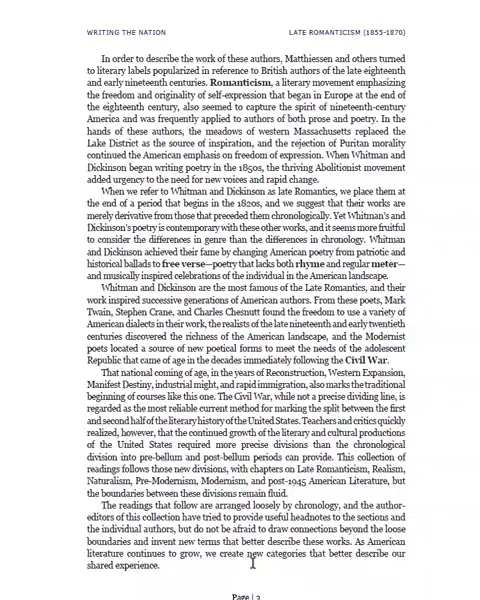 WRITING THE NATION LATE ROMANTICISM (1855-1870)
In order to describe the work of these authors, Matthiessen and others turned
to literary labels popularized in reference to British authors of the late eighteenth
and early nineteenth centuries. Romanticism, a literary movement emphasizing
the freedom and originality of self-expression that began in Europe at the end of
the eighteenth century, also seemed to capture the spirit of nineteenth-century
America and was frequently applied to authors of both prose and poetry. In the
hands of these authors, the meadows of western Massachusetts replaced the
Lake District as the source of inspiration, and the rejection of Puritan morality
continued the American emphasis on freedom of expression. When Whitman and
Dickinson began writing poetry in the 1850s, the thriving Abolitionist movement
added urgency to the need for new voices and rapid change.
When we refer to Whitman and Dickinson as late Romantics, we place them at
the end of a period that begins in the 1820s, and we suggest that their works are
merely derivative from those that preceded them chronologically. Yet Whitman's and
Dickinson's poetry is contemporary with these other works, and it seems more fruitful
to consider the differences in genre than the differences in chronology. Whitman
and Dickinson achieved their fame by changing American poetry from patriotic and
historical ballads to free verse—poetry that lacks both rhyme and regular meter—
and musically inspired celebrations of the individual in the American landscape.
Whitman and Dickinson are the most famous of the Late Romantics, and their
work inspired successive generations of American authors. From these poets, Mark
Twain, Stephen Crane, and Charles Chesnutt found the freedom to use a variety of
American dialects in their work, the realists of the late nineteenth and early twentieth
centuries discovered the richness of the American landscape, and the Modernist
poets located a source of new poetical forms to meet the needs of the adolescent
Republic that came of age in the decades immediately following the Civil War.
That national coming of age, in the years of Reconstruction, Western Expansion,
Manifest Destiny, industrial might, and rapid immigration, also marks the traditional
beginning of courses like this one. The Civil War, while not a precise dividing line, is
regarded as the most reliable current method for marking the split between the first
and second half of the literary history of the United States. Teachers and critics quickly
realized, however, that the continued growth of the literary and cultural productions
of the United States required more precise divisions than the chronological
division into pre-bellum and post-bellum periods can provide. This collection of
readings follows those new divisions, with chapters on Late Romanticism, Realism,
Naturalism, Pre-Modernism, Modernism, and post-1945 American Literature, but
the boundaries between these divisions remain fluid.
The readings that follow are arranged loosely by chronology, and the author-
editors of this collection have tried to provide useful headnotes to the sections and
the individual authors, but do not be afraid to draw connections beyond the loose
boundaries and invent new terms that better describe these works. As American
literature continues to grow, we create new categories that better describe our
shared experience.
Page | 3